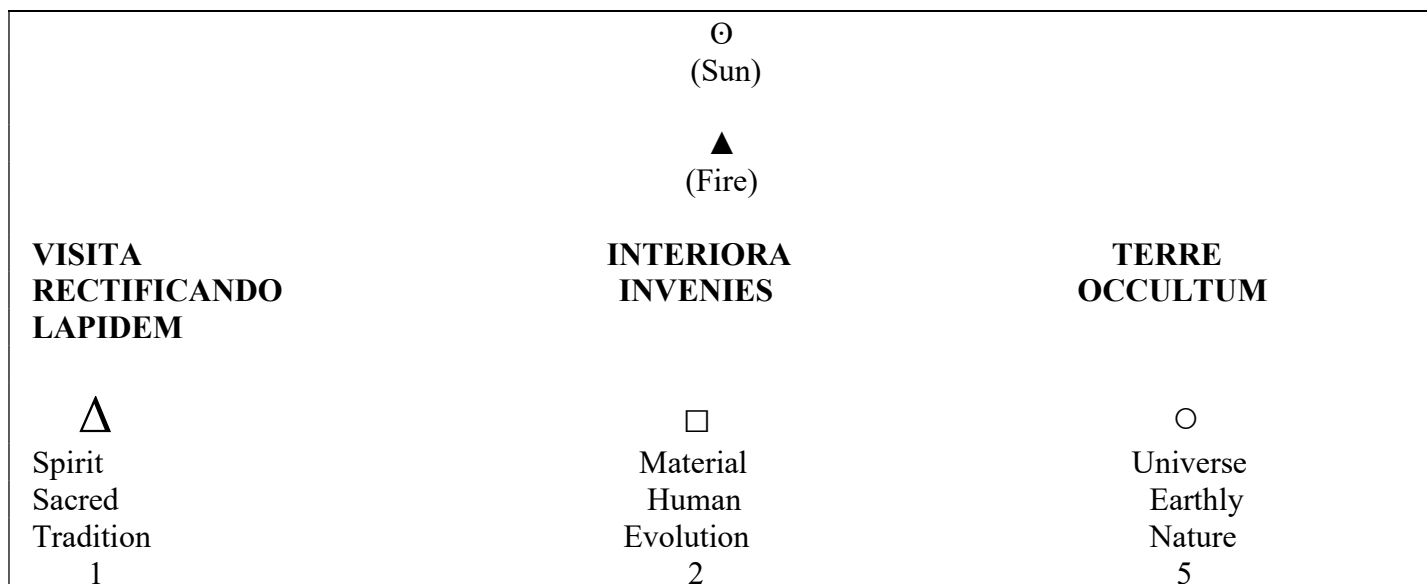 ʘ
(Sun)
▲
(Fire)
VISITA INTERIORA TERRE
RECTIFICANDO INVENIES OCCULTUM
LAPIDEM
Δ □ ○
Spirit Material Universe
Sacred Human Earthly
Tradition Evolution Nature
1 2 5